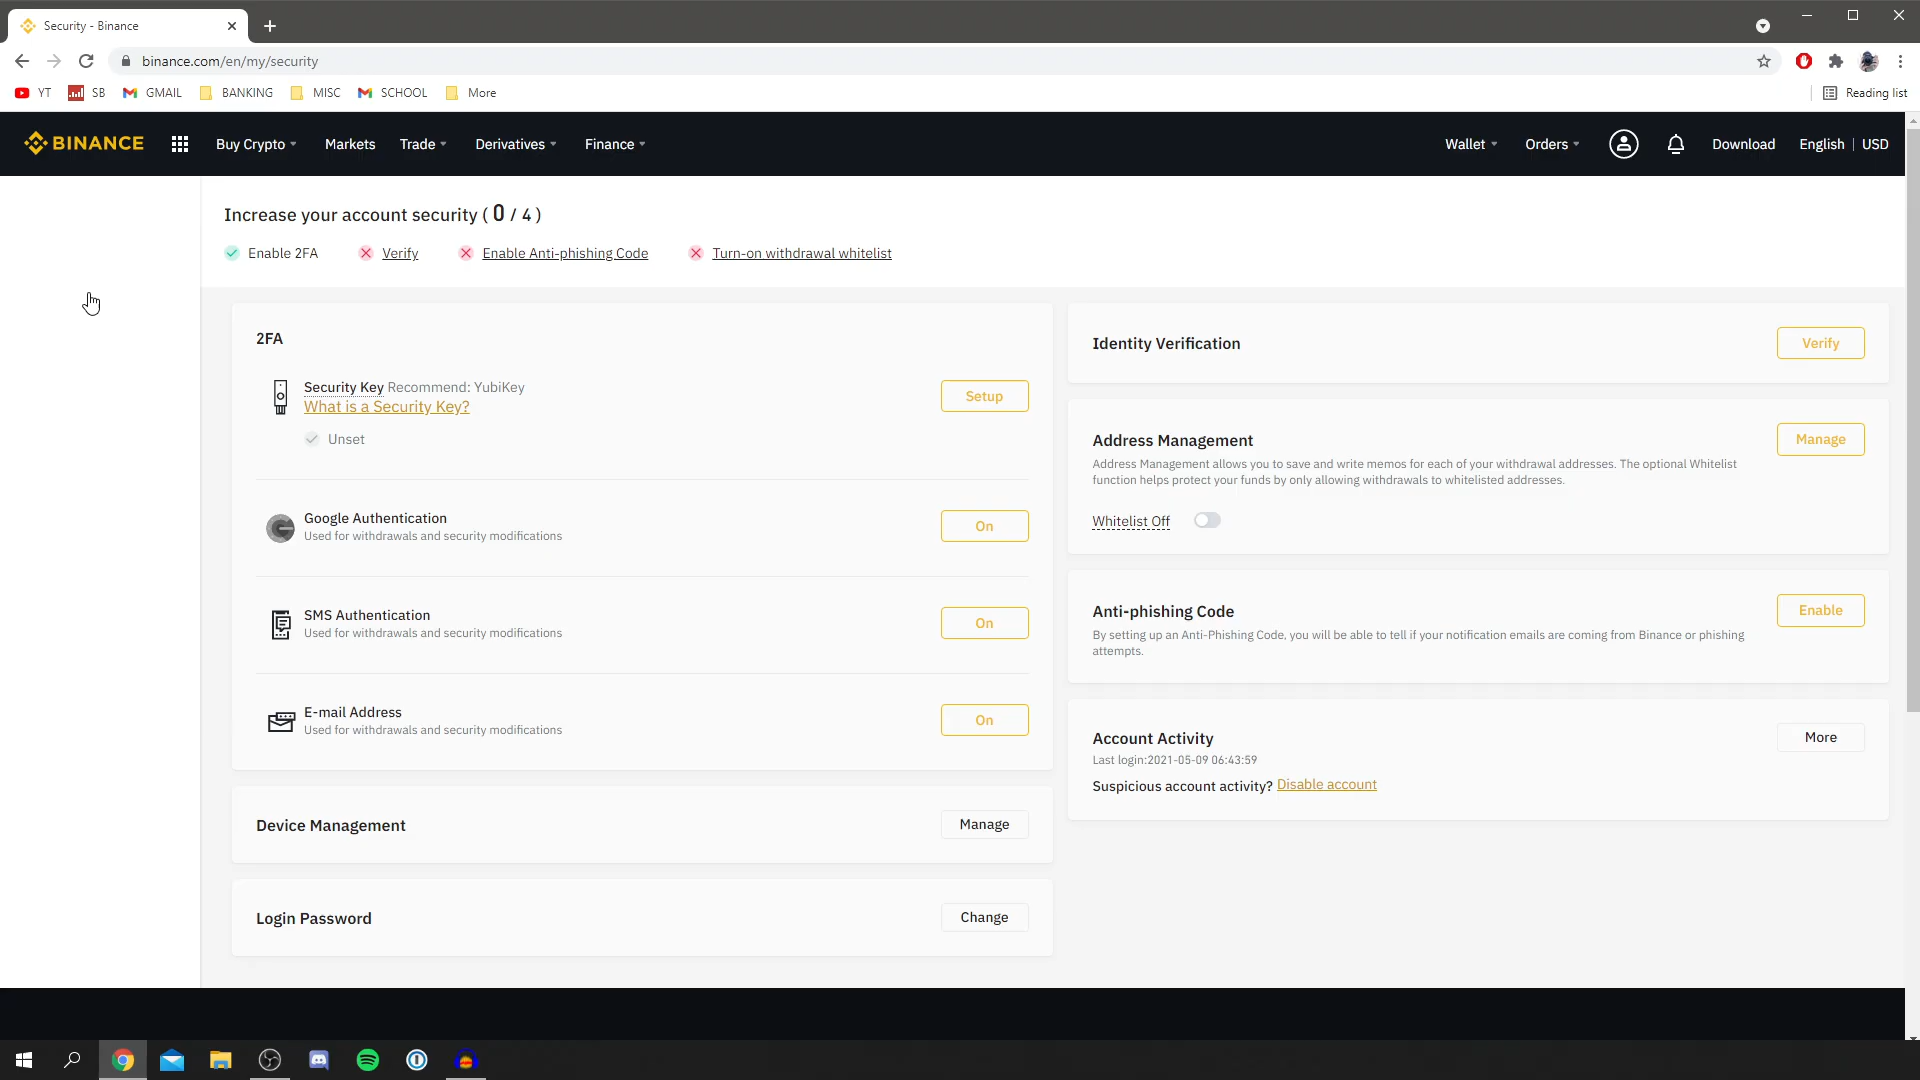 Security - Binance
binance.com/en/my/security
YT SB GMAIL BANKING MISC SCHOOL More Reading list
BINANCE Buy Crypto Markets Trade Derivatives Finance Wallet Orders Download English | USD
Increase your account security ( 0 / 4 )
Enable 2FA Verify Enable Anti-phishing Code Turn-on withdrawal whitelist
2FA
Security Key Recommend: YubiKey
What is a Security Key?
Setup
Unset
Google Authentication
Used for withdrawals and security modifications
On
SMS Authentication
Used for withdrawals and security modifications
On
E-mail Address
Used for withdrawals and security modifications
On
Device Management
Manage
Login Password
Change
Identity Verification
Verify
Address Management
Manage
Address Management allows you to save and write memos for each of your withdrawal addresses. The optional Whitelist
function helps protect your funds by only allowing withdrawals to whitelisted addresses.
Whitelist Off
Anti-phishing Code
Enable
By setting up an Anti-Phishing Code, you will be able to tell if your notification emails are coming from Binance or phishing
attempts.
Account Activity
More
Last login:2021-05-09 06:43:59
Suspicious account activity? Disable account